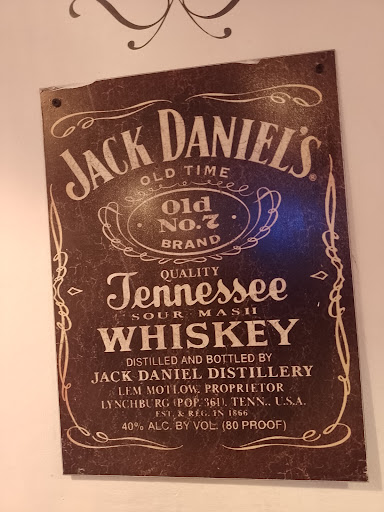 JACK DANIEL'S®
OLD TIME
Old
No.7
BRAND
QUALITY
Tennessee
SOUR MASH
WHISKEY
DISTILLED AND BOTTLED BY
JACK DANIEL DISTILLERY
LEM MOTLOW, PROPRIETOR
LYNCHBURG (POP. 361), TENN., U.S.A.
EST. & REG. IN 1866
40% ALC. BY VOL. (80 PROOF)